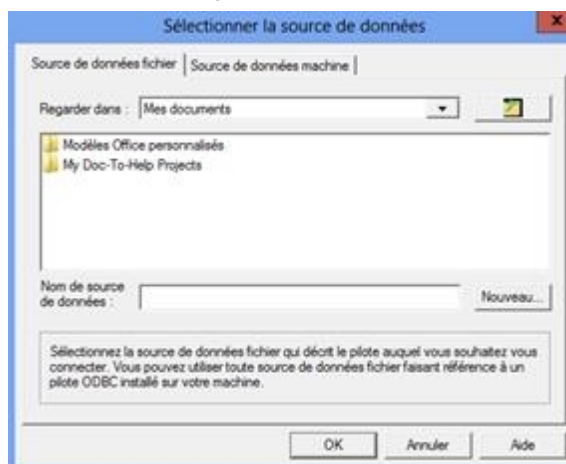 Sélectionner la source de données
x
Source de données fichier Source de données machine
Regarder dans : Mes documents
Modèles Office personnalisés
My Doc-To-Help Projects
Nom de source
de données :
Nouveau...
Sélectionnez la source de données fichier qui décrit le pilote auquel vous souhaitez vous
connecter. Vous pouvez utiliser toute source de données fichier faisant référence à un
pilote ODBC installé sur votre machine.
OK Annuler Aide